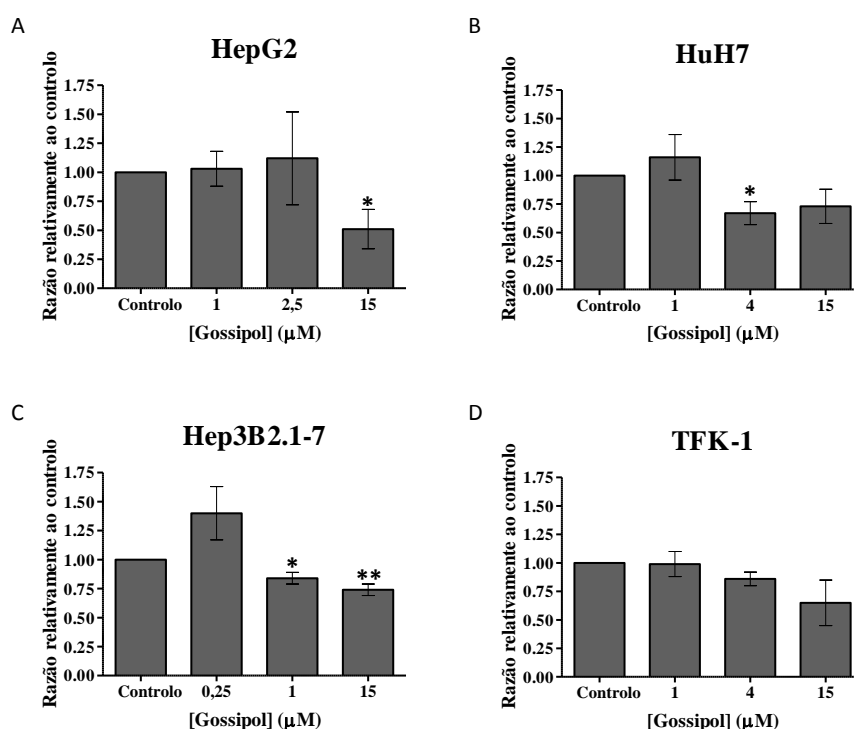 A
HepG2
Razão relativamente ao controlo
1.75
1.50
1.25
1.00
0.75
0.50
0.25
0.00
*
Controlo 1 2,5 15
[Gossipol] (µM)
B
HuH7
Razão relativamente ao controlo
1.75
1.50
1.25
1.00
0.75
0.50
0.25
0.00
*
Controlo 1 4 15
[Gossipol] (µM)
C
Hep3B2.1-7
Razão relativamente ao controlo
1.75
1.50
1.25
1.00
0.75
0.50
0.25
0.00
* **
Controlo 0,25 1 15
[Gossipol] (µM)
D
TFK-1
Razão relativamente ao controlo
1.75
1.50
1.25
1.00
0.75
0.50
0.25
0.00
Controlo 1 4 15
[Gossipol] (µM)